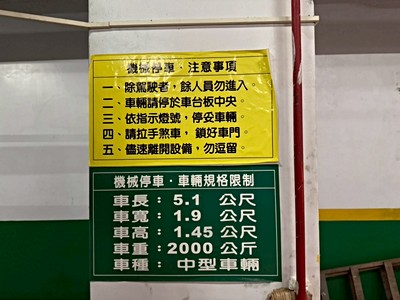 機械停車．注意事項
一、除駕駛者，餘人員勿進入。
二、車輛請停於車台板中央。
三、依指示燈號，停妥車輛。
四、請拉手煞車，鎖好車門。
五、儘速離開設備，勿逗留。
機械停車．車輛規格限制
車長：5.1 公尺
車寬：1.9 公尺
車高：1.45 公尺
車重：2000 公斤
車種：中型車輛